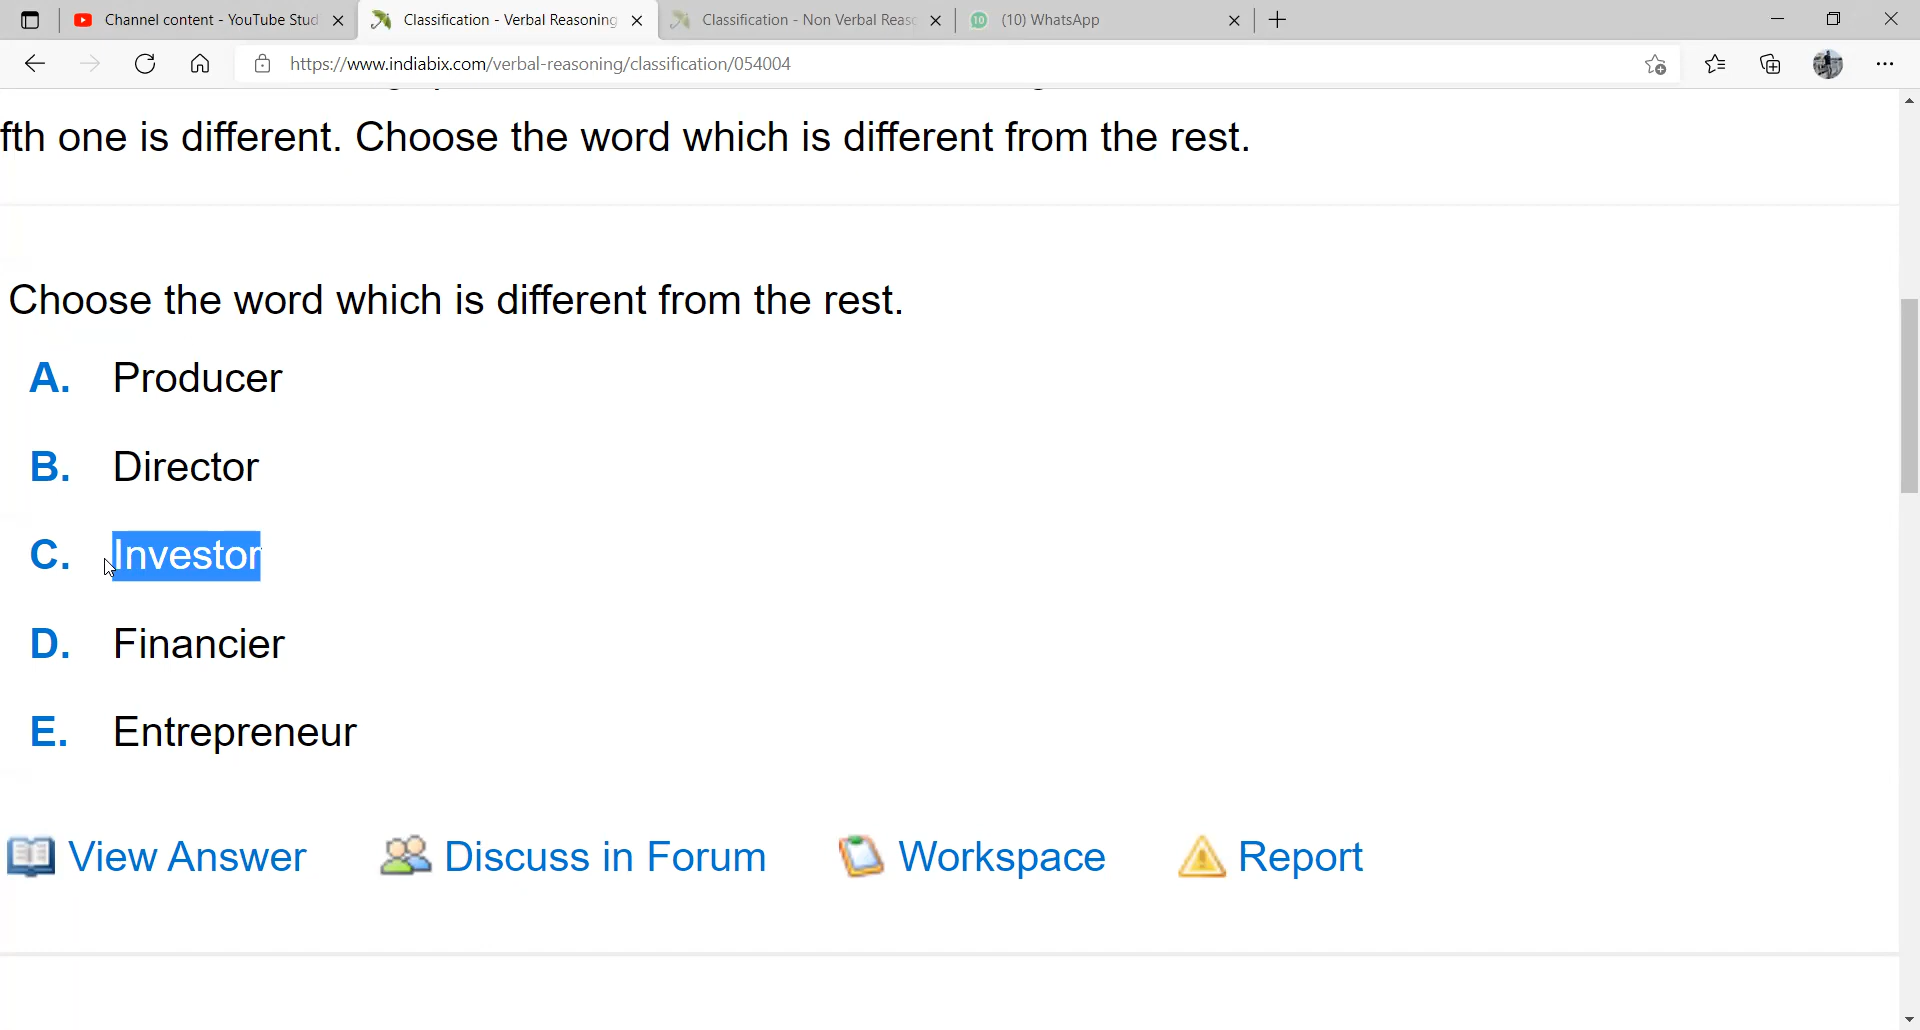 Channel content - YouTube Stud
Classification - Verbal Reasoning
Classification - Non Verbal Reaso
10
(10) WhatsApp
https://www.indiabix.com/verbal-reasoning/classification/054004
fth one is different. Choose the word which is different from the rest.
Choose the word which is different from the rest.
A. Producer
B. Director
C. Investor
D. Financier
E. Entrepreneur
View Answer Discuss in Forum Workspace Report